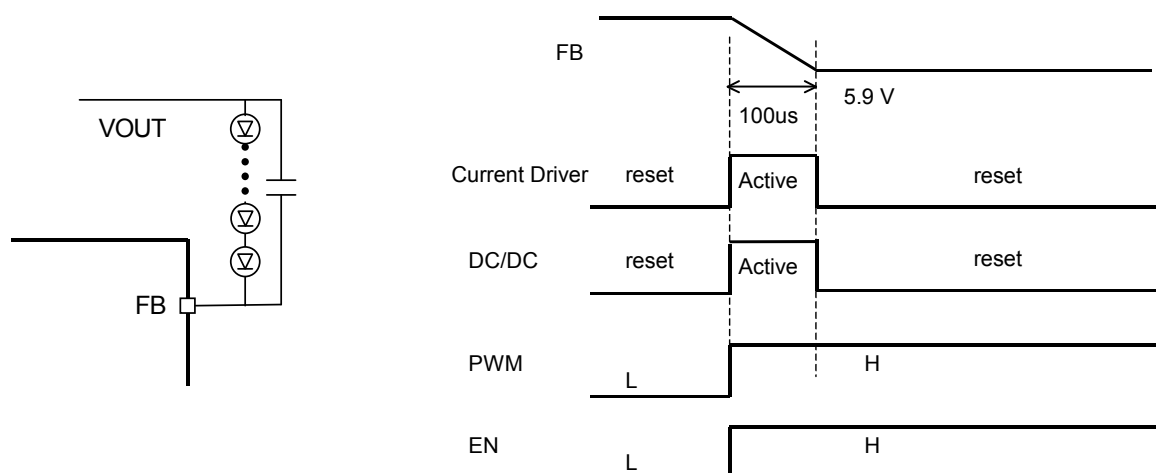 VOUT
FB
FB
5.9 V
100us
Current Driver reset Active reset
DC/DC reset Active reset
PWM L H
EN L H